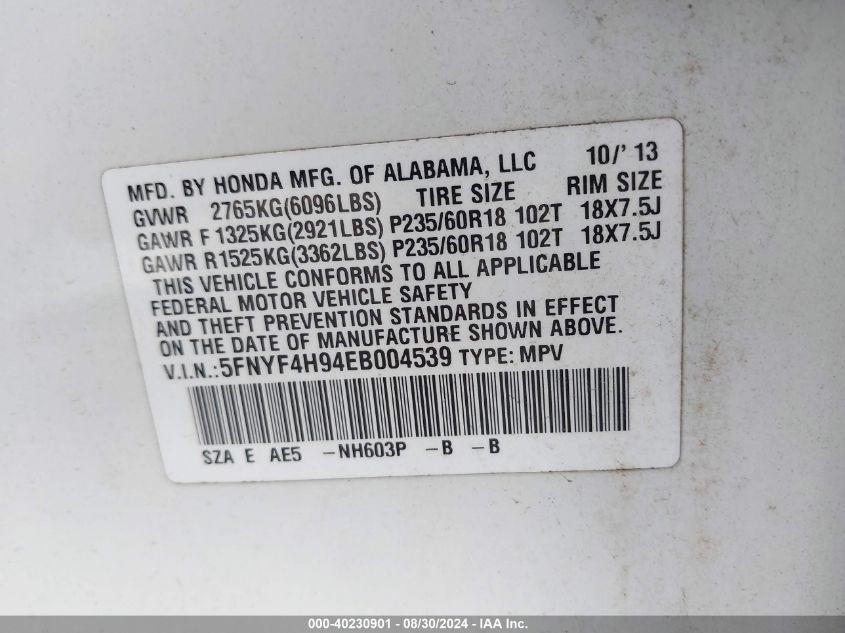 MFD. BY HONDA MFG. OF ALABAMA, LLC 10/'13
GVWR 2765KG(6096LBS) TIRE SIZE RIM SIZE
GAWR F 1325KG(2921LBS) P235/60R18 102T 18X7.5J
GAWR R1525KG(3362LBS) P235/60R18 102T 18X7.5J
THIS VEHICLE CONFORMS TO ALL APPLICABLE
FEDERAL MOTOR VEHICLE SAFETY
AND THEFT PREVENTION STANDARDS IN EFFECT
ON THE DATE OF MANUFACTURE SHOWN ABOVE.
V.I.N.:5FNYF4H94EB004539 TYPE: MPV
SZA E AE5 -NH603P -B -B
000-40230901 - 08/30/2024 - IAA Inc.